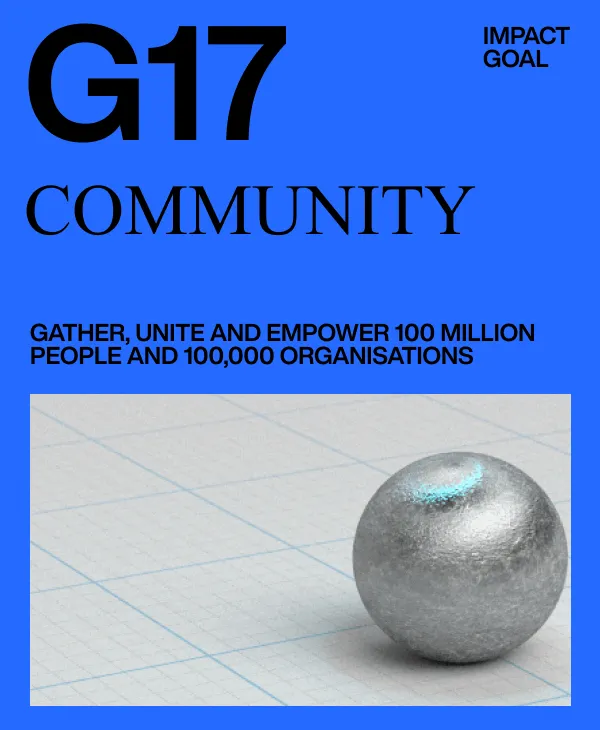 G17
IMPACT
GOAL
COMMUNITY
GATHER, UNITE AND EMPOWER 100 MILLION
PEOPLE AND 100,000 ORGANISATIONS